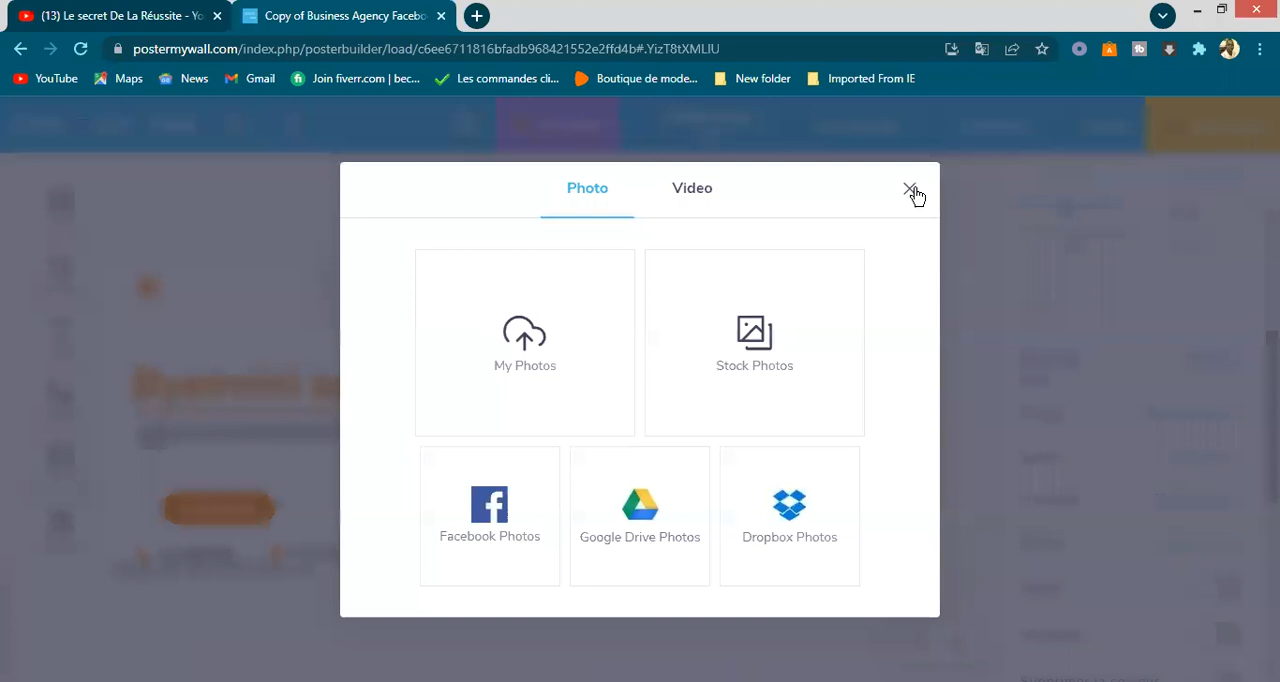 (13) Le secret De La Réussite - Yo
Copy of Business Agency Facebo
postermywall.com/index.php/posterbuilder/load/c6ee6711816bfadb968421552e2ffd4b#.YizT8tXMLIU
YouTube
Maps
News
Gmail
Join fiverr.com | bec...
Les commandes cli...
Boutique de mode...
New folder
Imported From IE
Photo
Video
My Photos
Stock Photos
Facebook Photos
Google Drive Photos
Dropbox Photos